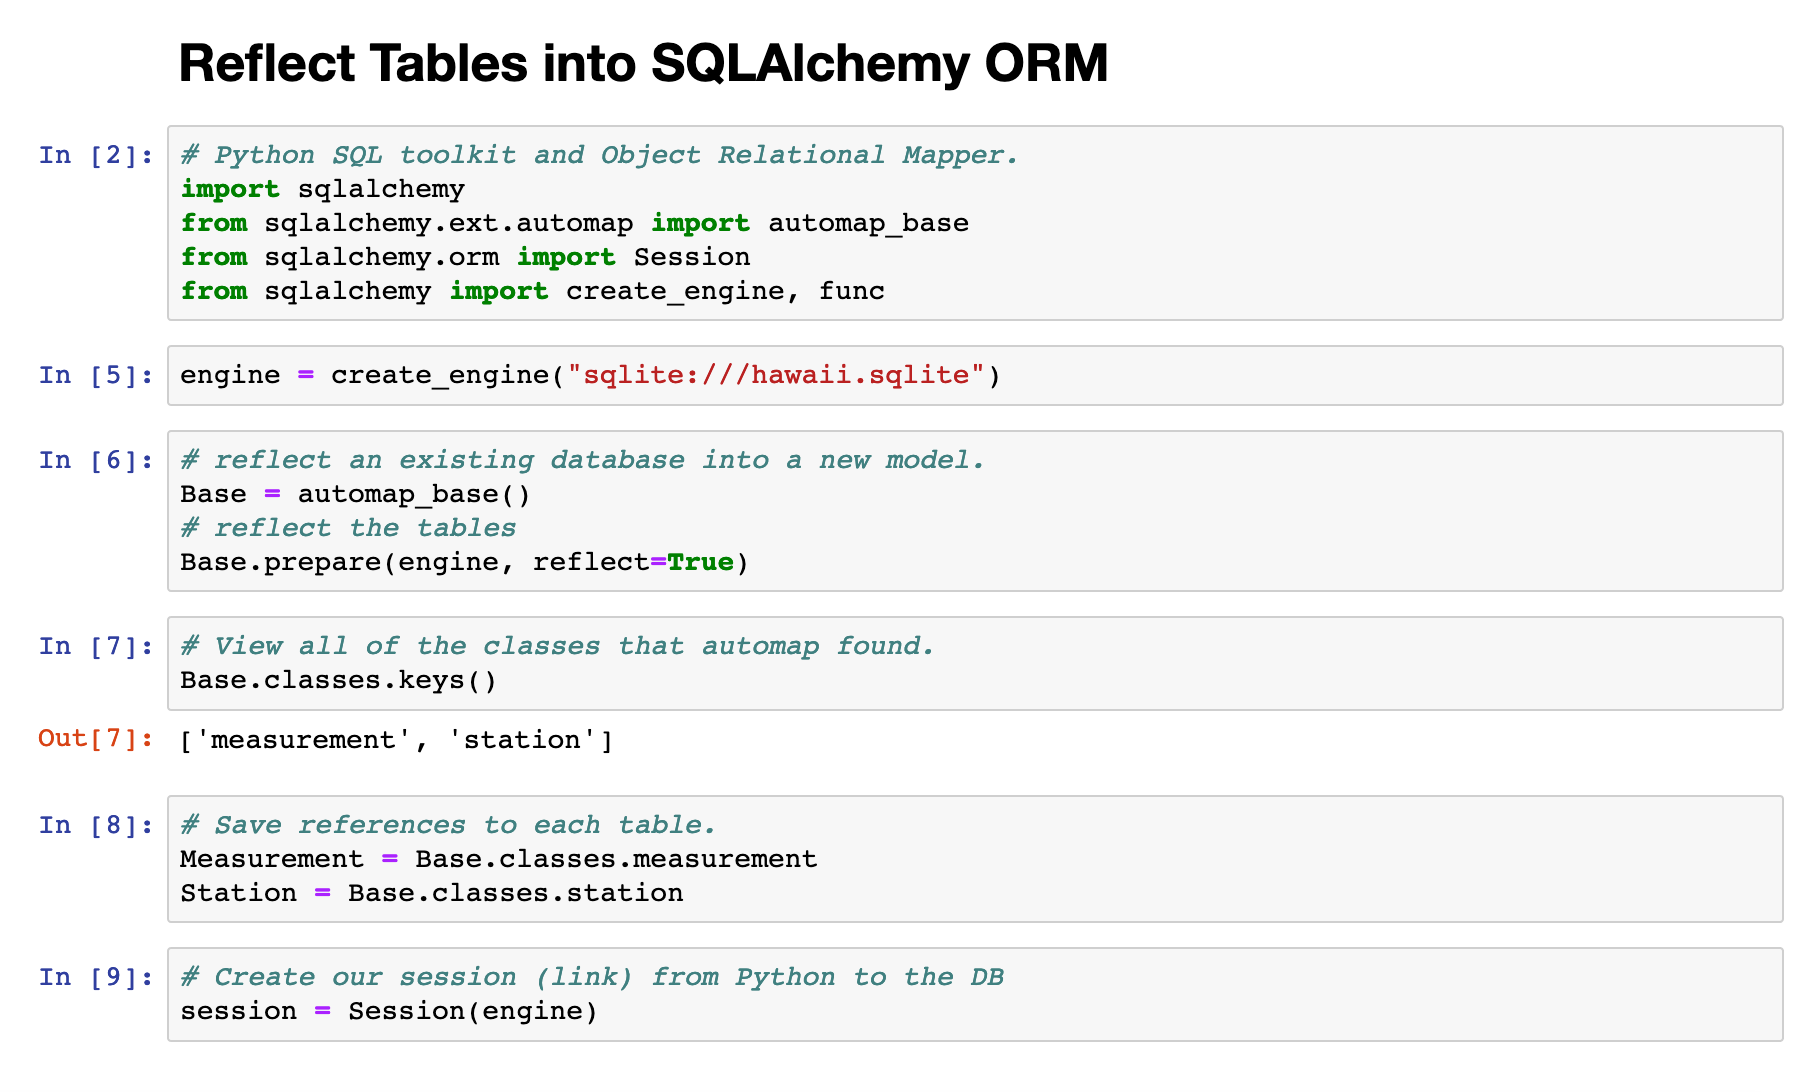 Reflect Tables into SQLAlchemy ORM
In [2]: # Python SQL toolkit and Object Relational Mapper.
import sqlalchemy
from sqlalchemy.ext.automap import automap_base
from sqlalchemy.orm import Session
from sqlalchemy import create_engine, func
In [5]: engine = create_engine("sqlite:///hawaii.sqlite")
In [6]: # reflect an existing database into a new model.
Base = automap_base()
# reflect the tables
Base.prepare(engine, reflect=True)
In [7]: # View all of the classes that automap found.
Base.classes.keys()
Out[7]: ['measurement', 'station']
In [8]: # Save references to each table.
Measurement = Base.classes.measurement
Station = Base.classes.station
In [9]: # Create our session (link) from Python to the DB
session = Session(engine)